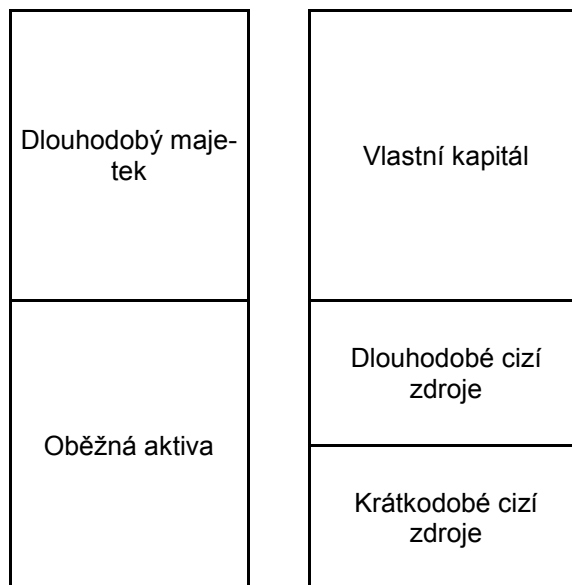 Dlouhodobý maje-
tek
Vlastní kapitál
Oběžná aktiva
Dlouhodobé cizí
zdroje
Krátkodobé cizí
zdroje